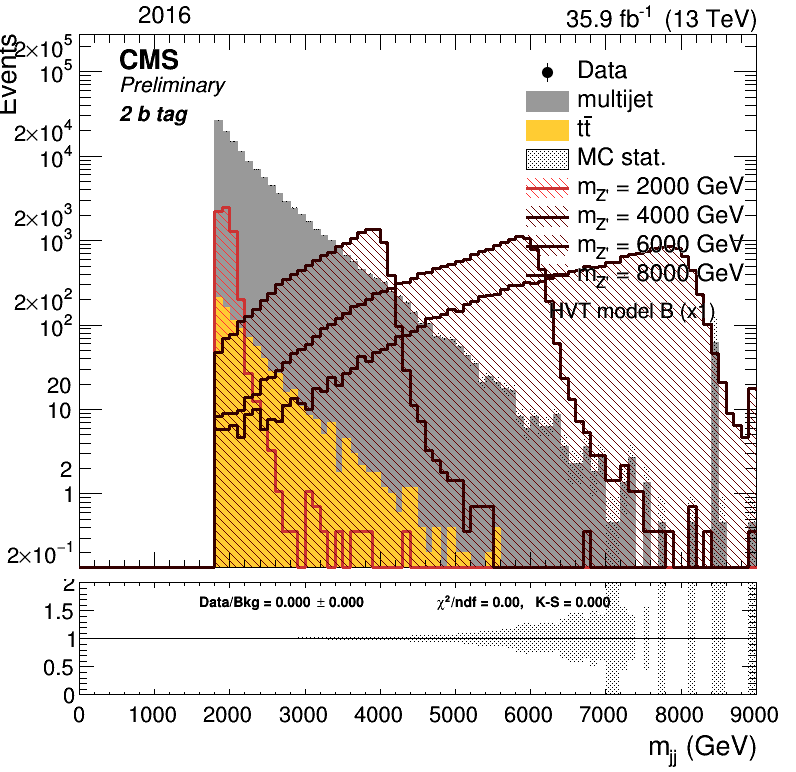 2016
35.9 fb⁻¹ (13 TeV)
Events
CMS
Preliminary
2 b tag
Data
multijet
tt̄
MC stat.
m_Z' = 2000 GeV
m_Z' = 4000 GeV
m_Z' = 6000 GeV
m_Z' = 8000 GeV
HVT model B (x1)
2×10⁵
10⁵
2×10⁴
10⁴
2×10³
10³
2×10²
10²
20
10
2
1
2×10⁻¹
Data/Bkg = 0.000 ± 0.000
χ²/ndf = 0.00, K-S = 0.000
2
1.5
1
0.5
0
0 1000 2000 3000 4000 5000 6000 7000 8000 9000
m_jj (GeV)